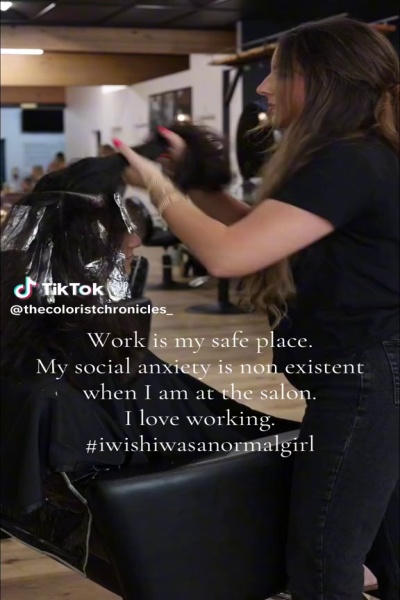 TikTok
@thecoloristchronicles_
Work is my safe place.
My social anxiety is non existent
when I am at the salon.
I love working.
#iwishiwasanormalgirl